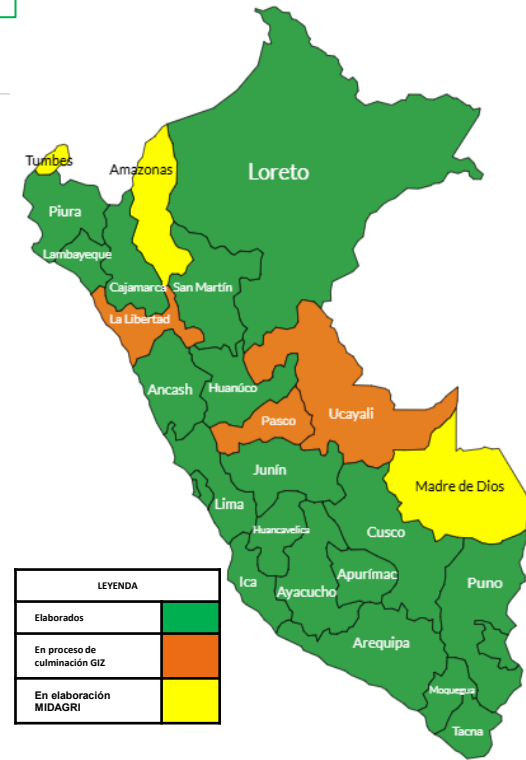 Loreto
Tumbes
Amazonas
Piura
Lambayeque
Cajamarca
San Martín
La Libertad
Ancash
Huanúco
Ucayali
Pasco
Junín
Madre de Dios
Lima
Huancavelica
Cusco
Ica
Ayacucho
Apurímac
Puno
Arequipa
Moquegua
Tacna
LEYENDA
Elaborados
En proceso de
culminación GIZ
En elaboración
MIDAGRI